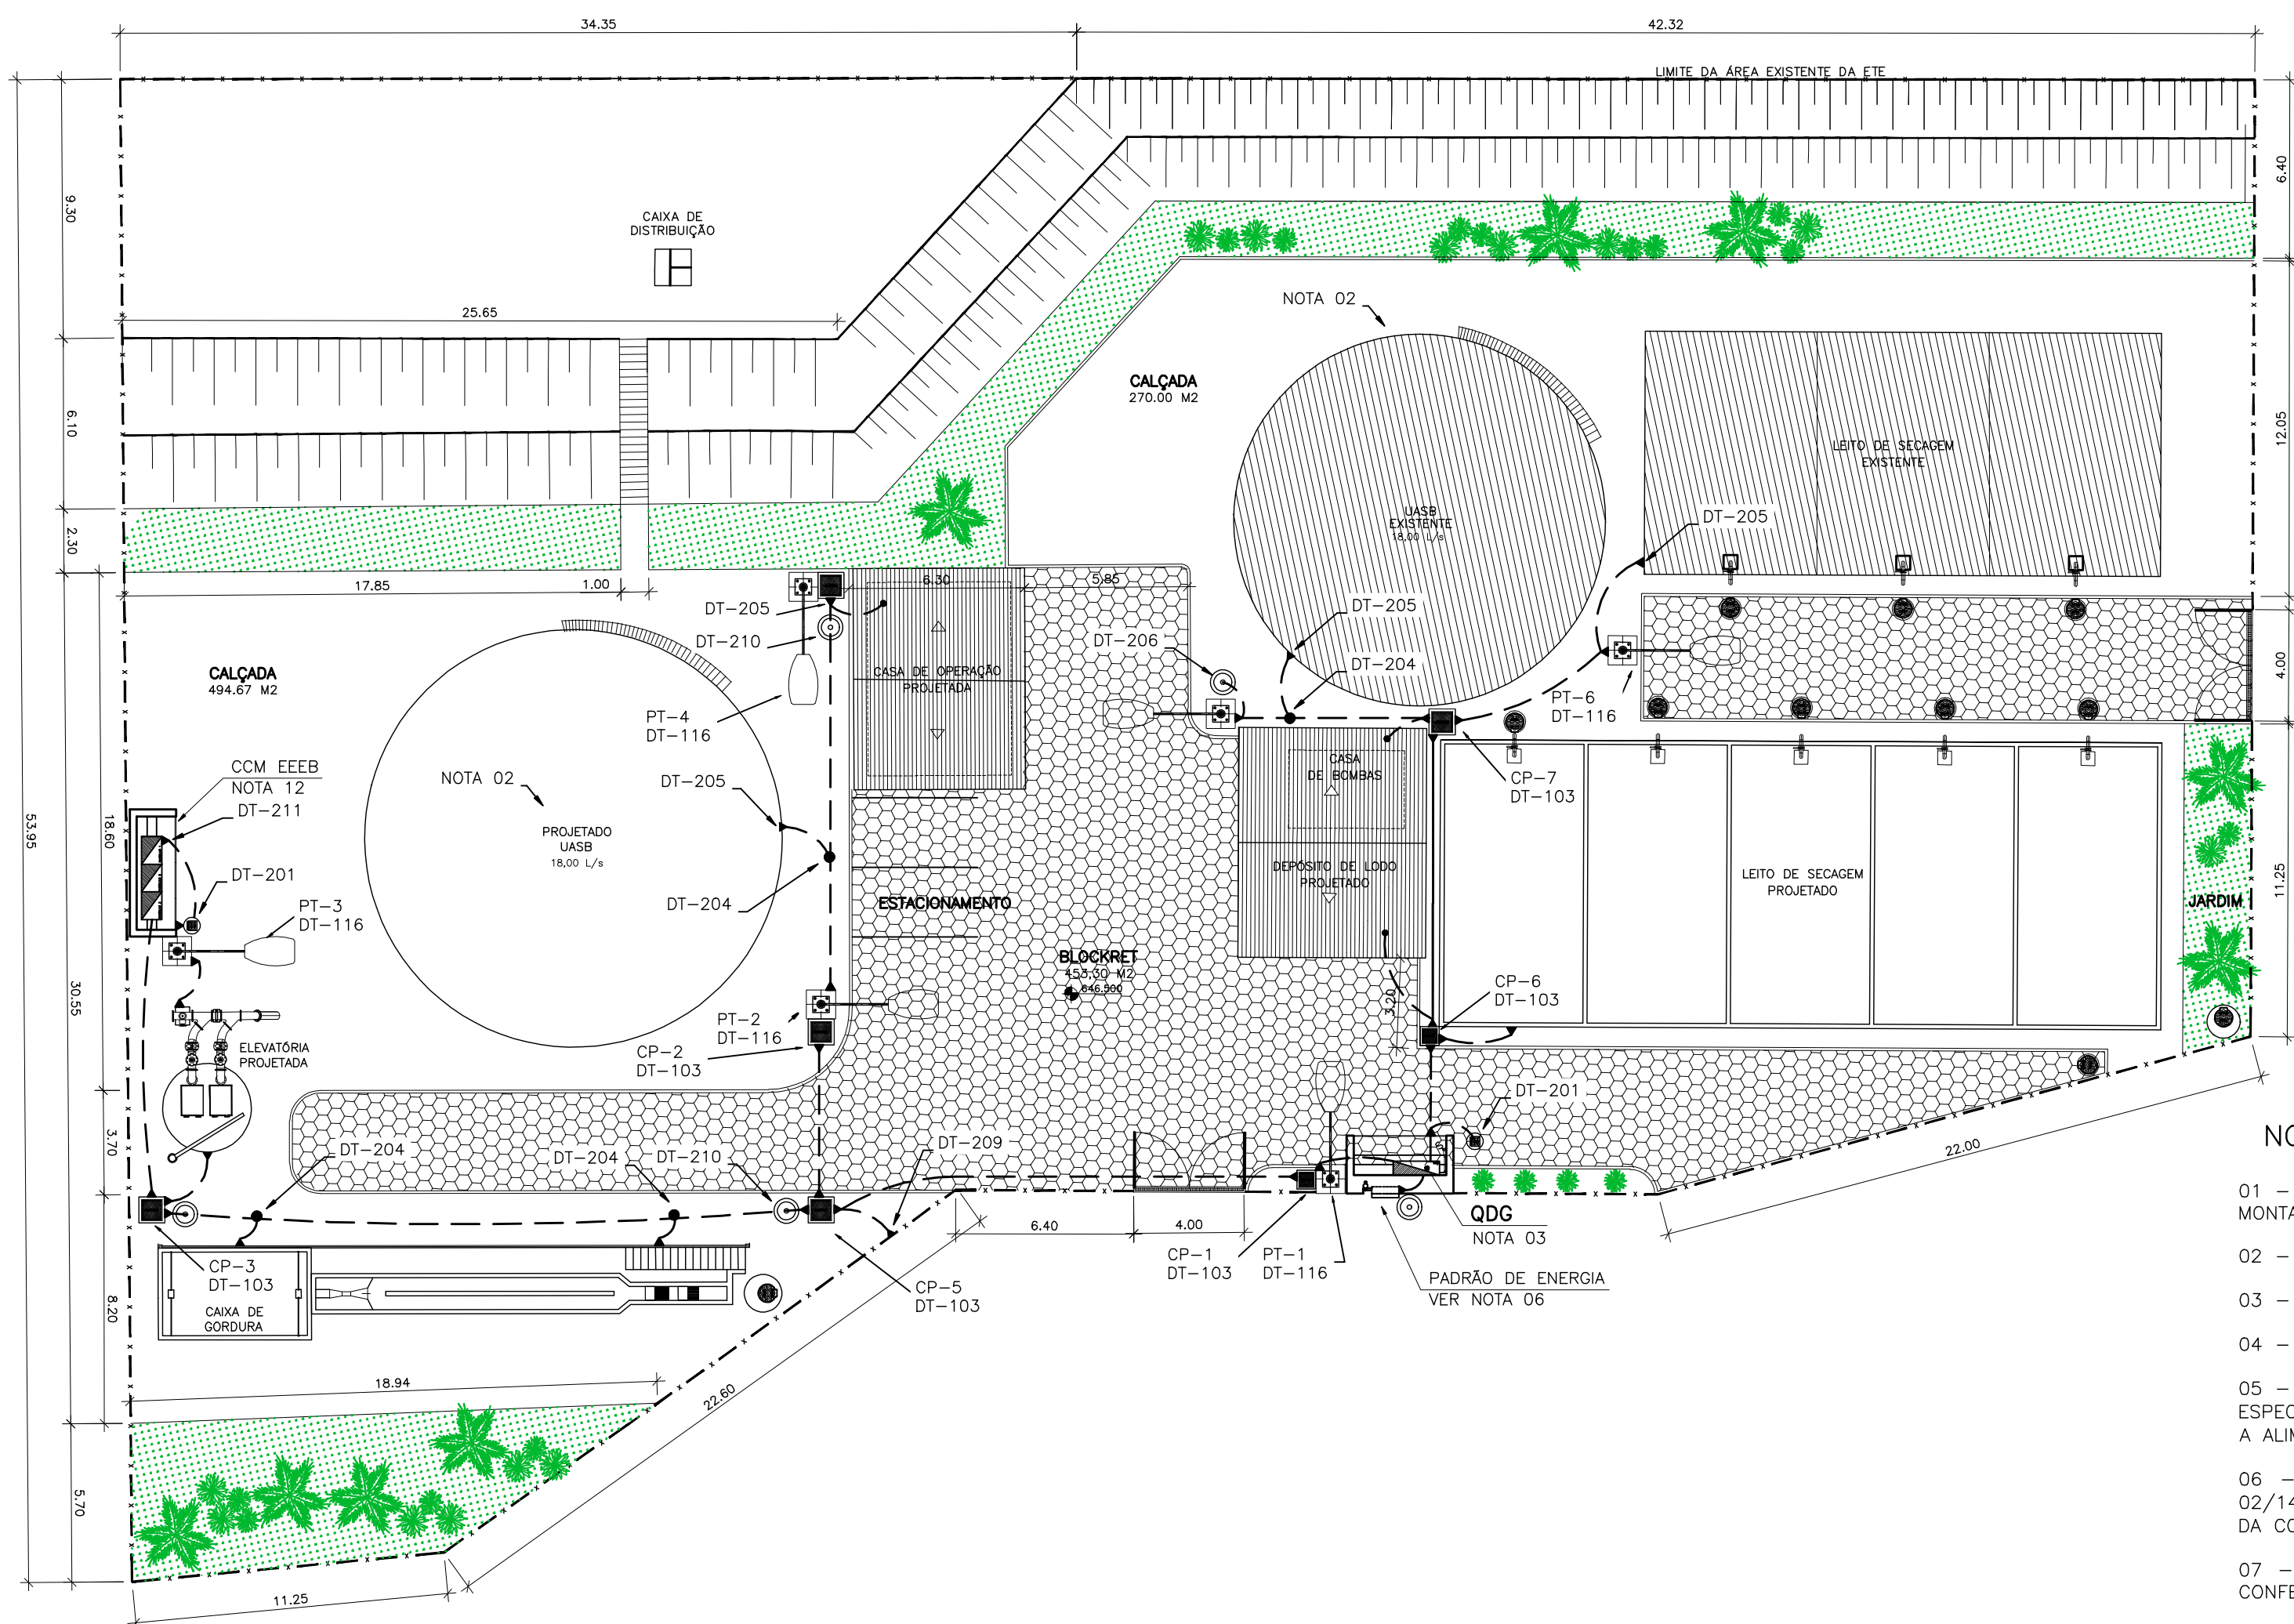 34.35
42.32
LIMITE DA ÁREA EXISTENTE DA ETE
9.30
6.40
CAIXA DE
DISTRIBUIÇÃO
25.65
NOTA 02
CALÇADA
270.00 M2
6.10
12.05
LEITO DE SECAGEM
EXISTENTE
UASB
EXISTENTE
18,00 L/s
DT-205
2.30
17.85
1.00
6.30
5.85
DT-205
DT-210
DT-205
DT-206
DT-204
CALÇADA
494.67 M2
CASA DE OPERAÇÃO
PROJETADA
4.00
PT-4
DT-116
PT-6
DT-116
CCM EEEB
NOTA 12
DT-211
NOTA 02
DT-205
CASA
DE BOMBAS
CP-7
DT-103
53.95
18.60
PROJETADO
UASB
18,00 L/s
DEPÓSITO DE LODO
PROJETADO
LEITO DE SECAGEM
PROJETADO
11.25
DT-201
DT-204
ESTACIONAMENTO
JARDIM
PT-3
DT-116
BLOCKRET
453,30 M2
646.500
30.55
3.20
CP-6
DT-103
PT-2
DT-116
ELEVATÓRIA
PROJETADA
CP-2
DT-103
DT-201
3.70
DT-204
DT-204
DT-210
DT-209
22.00
NO
01 -
MONTA
6.40
4.00
QDG
NOTA 03
CP-1
DT-103
PT-1
DT-116
02 -
CP-3
DT-103
CP-5
DT-103
PADRÃO DE ENERGIA
VER NOTA 06
8.20
CAIXA DE
GORDURA
03 -
04 -
18.94
22.60
05 -
ESPEC
A ALIM
5.70
06 -
02/14
DA CO
07 -
CONFE
11.25